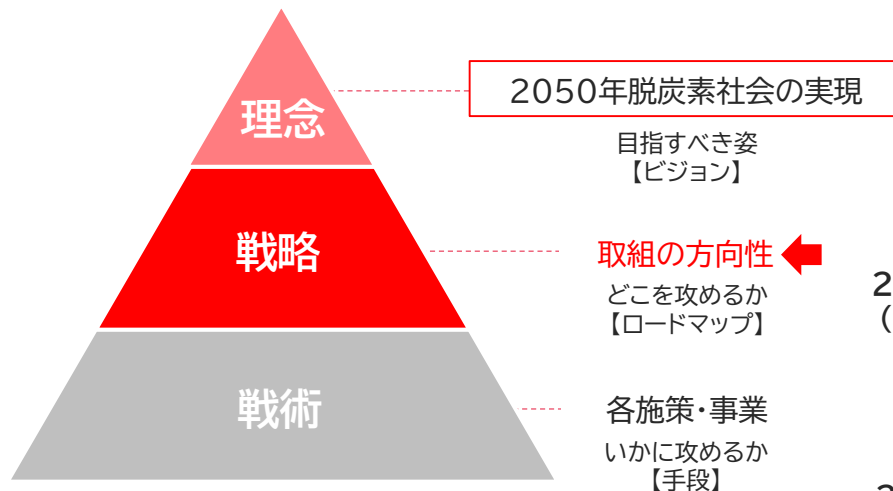 理念
2050年脱炭素社会の実現
目指すべき姿
【ビジョン】
戦略
取組の方向性
どこを攻めるか
【ロードマップ】
2
(
戦術
各施策・事業
いかに攻めるか
【手段】